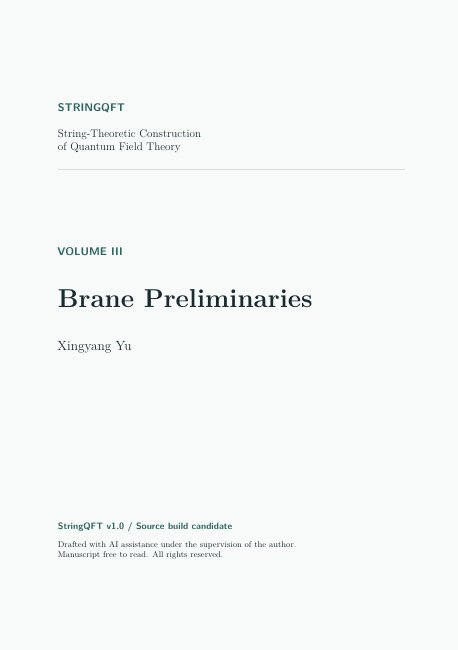 STRINGQFT
String-Theoretic Construction
of Quantum Field Theory
VOLUME III
Brane Preliminaries
Xingyang Yu
StringQFT v1.0 / Source build candidate
Drafted with AI assistance under the supervision of the author.
Manuscript free to read. All rights reserved.